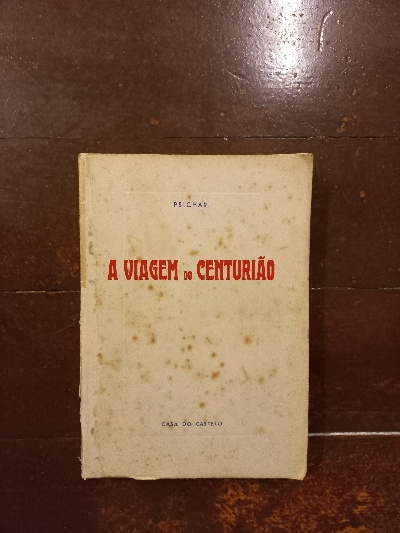 PSICHARI
A VIAGEM DO CENTURIÃO
CASA DO CASTELO